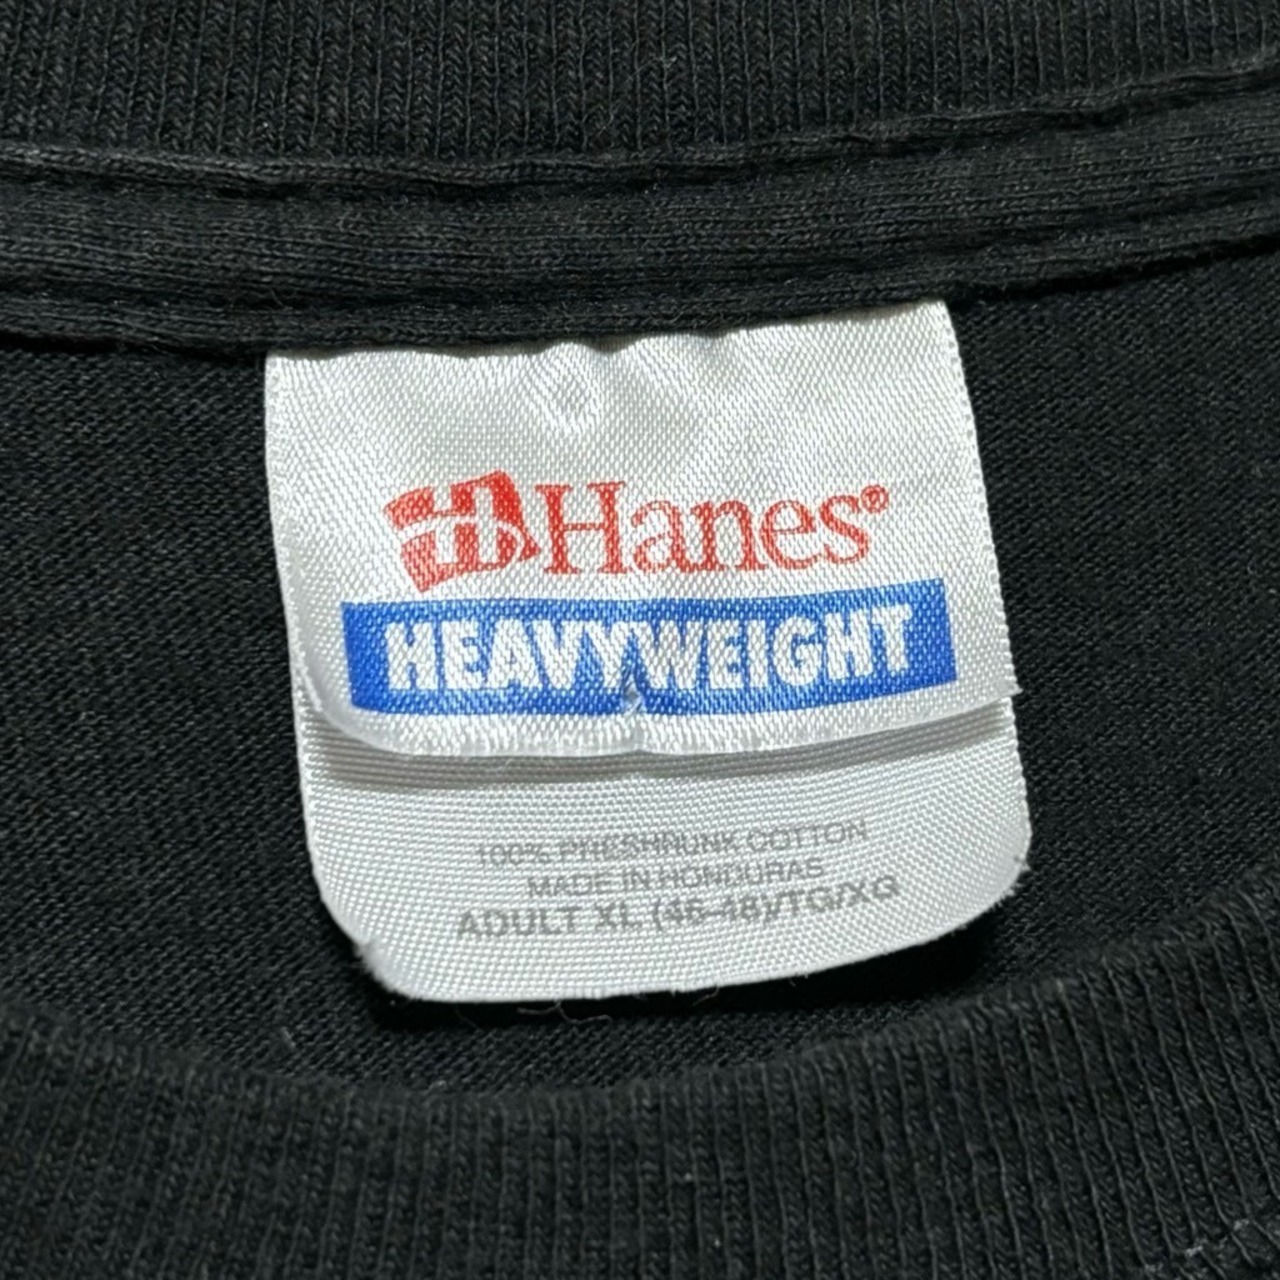 H Hanes®
HEAVYWEIGHT
100% PRESHRUNK COTTON
MADE IN HONDURAS
ADULT XL (46-48)/TG/XG